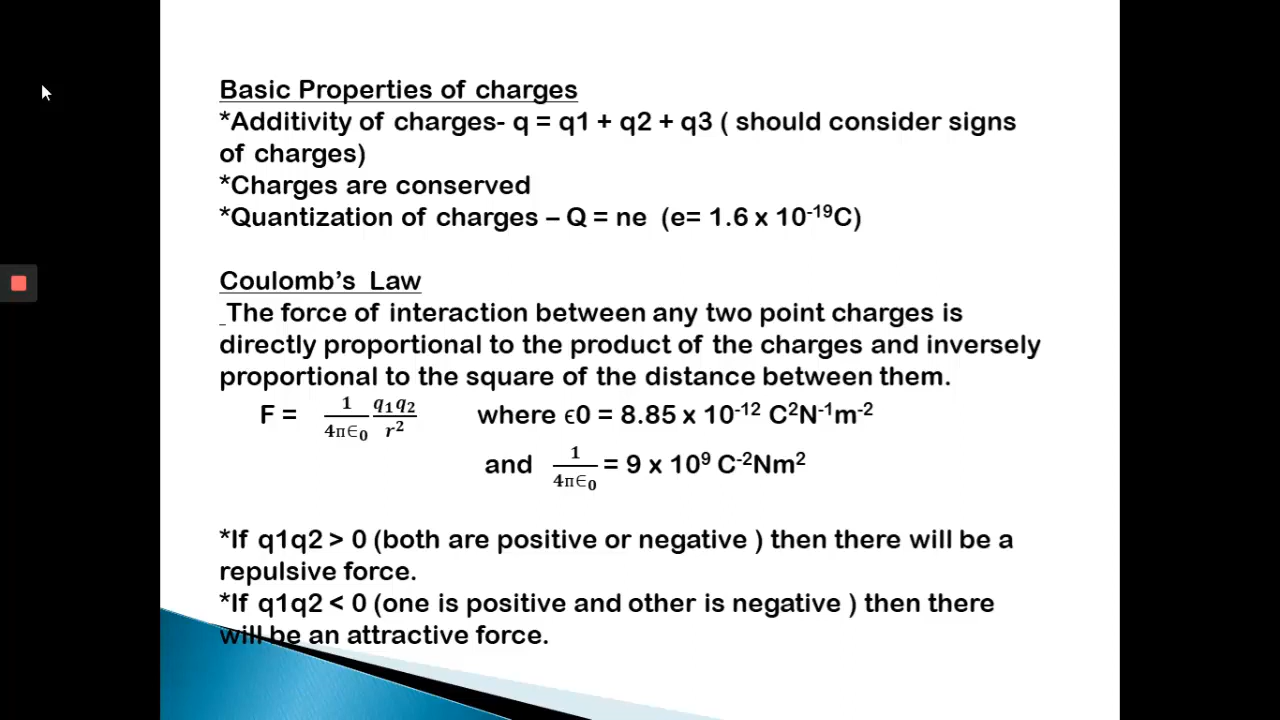 Basic Properties of charges
*Additivity of charges- q = q1 + q2 + q3 ( should consider signs
of charges)
*Charges are conserved
*Quantization of charges – Q = ne  (e= 1.6 x 10⁻¹⁹C)
Coulomb’s Law
_The force of interaction between any two point charges is
directly proportional to the product of the charges and inversely
proportional to the square of the distance between them.
F = 1/4π∈₀ q₁q₂/r² where ϵ0 = 8.85 x 10⁻¹² C²N⁻¹m⁻²
and 1/4π∈₀ = 9 x 10⁹ C⁻²Nm²
*If q1q2 > 0 (both are positive or negative ) then there will be a
repulsive force.
*If q1q2 < 0 (one is positive and other is negative ) then there
will be an attractive force.